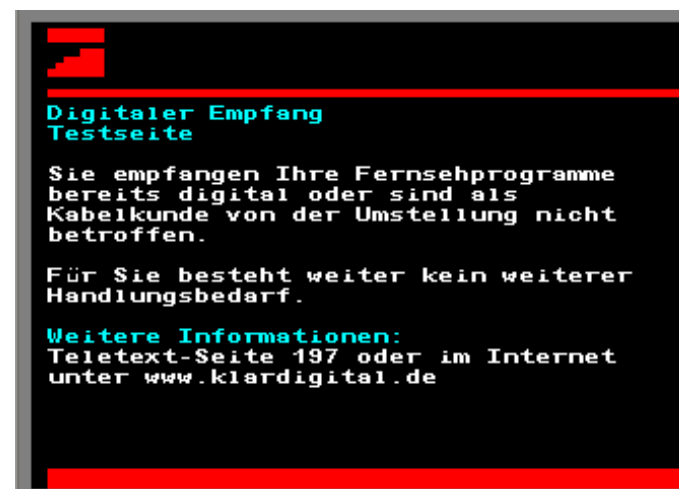 Digitaler Empfang
Testseite
Sie empfangen Ihre Fernsehprogramme
bereits digital oder sind als
Kabelkunde von der Umstellung nicht
betroffen.
Für Sie besteht weiter kein weiterer
Handlungsbedarf.
Weitere Informationen:
Teletext-Seite 197 oder im Internet
unter www.klardigital.de